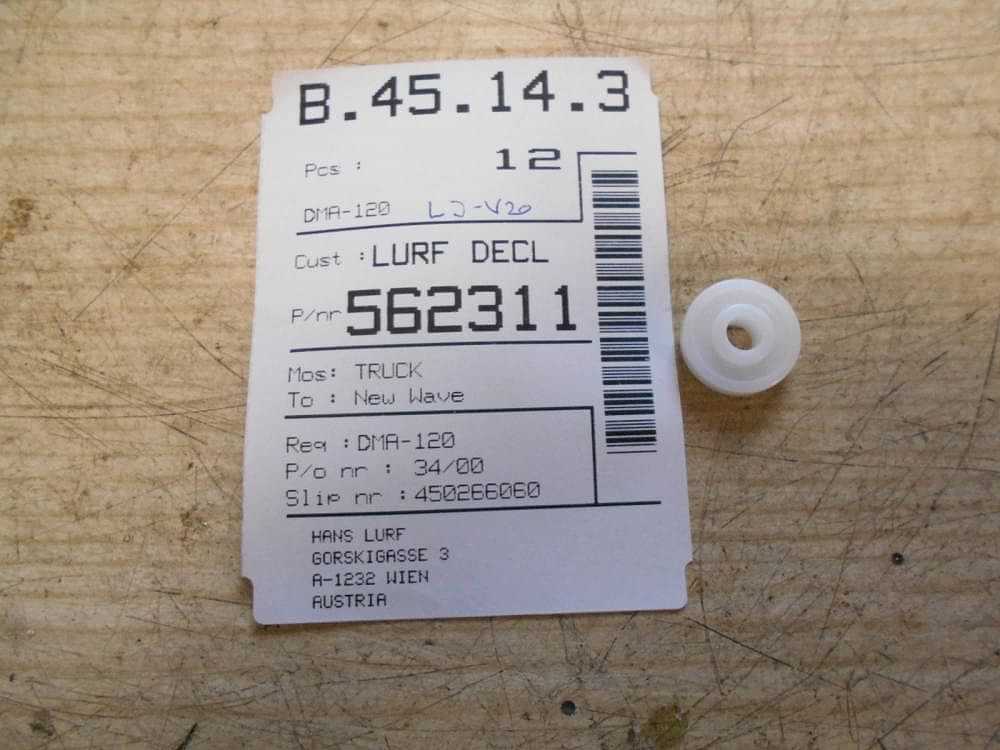 B.45.14.3
Pcs : 12
DMA-120 LJ-V20
Cust :LURF DECL
P/nr 562311
Mos: TRUCK
To : New Wave
Req :DMA-120
P/o nr : 34/00
Slip nr :450266060
HANS LURF
GORSKIGASSE 3
A-1232 WIEN
AUSTRIA